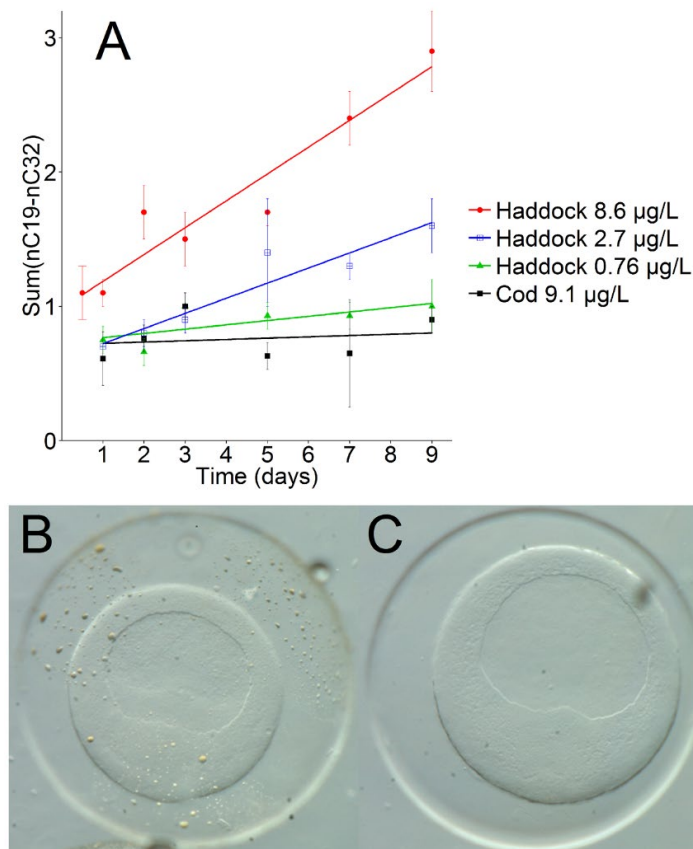 A
3
2
1
0
Sum(nC19-nC32)
1 2 3 4 5 6 7 8 9
Time (days)
Haddock 8.6 µg/L
Haddock 2.7 µg/L
Haddock 0.76 µg/L
Cod 9.1 µg/L
B
C